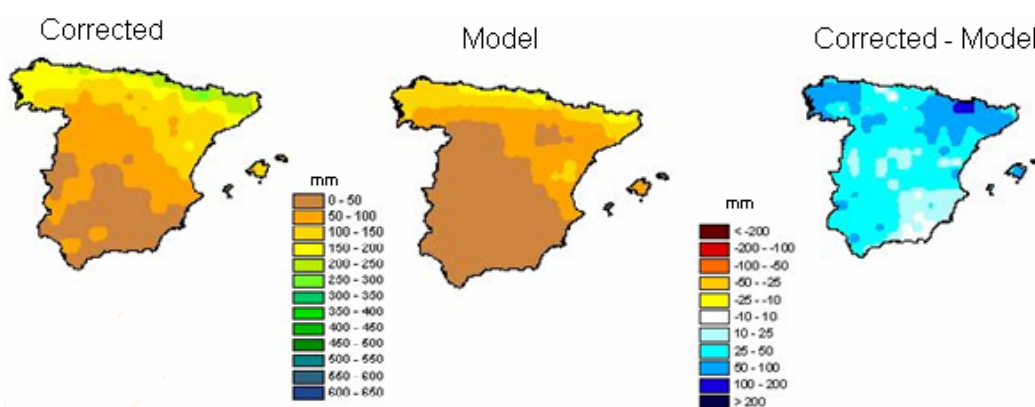 Corrected
Model
Corrected - Model
mm
0 - 50
50 - 100
100 - 150
150 - 200
200 - 250
250 - 300
300 - 350
350 - 400
400 - 450
450 - 500
500 - 550
550 - 600
600 - 650
mm
< -200
-200 - -100
-100 - -50
-50 - -25
-25 - -10
-10 - 10
10 - 25
25 - 50
50 - 100
100 - 200
> 200